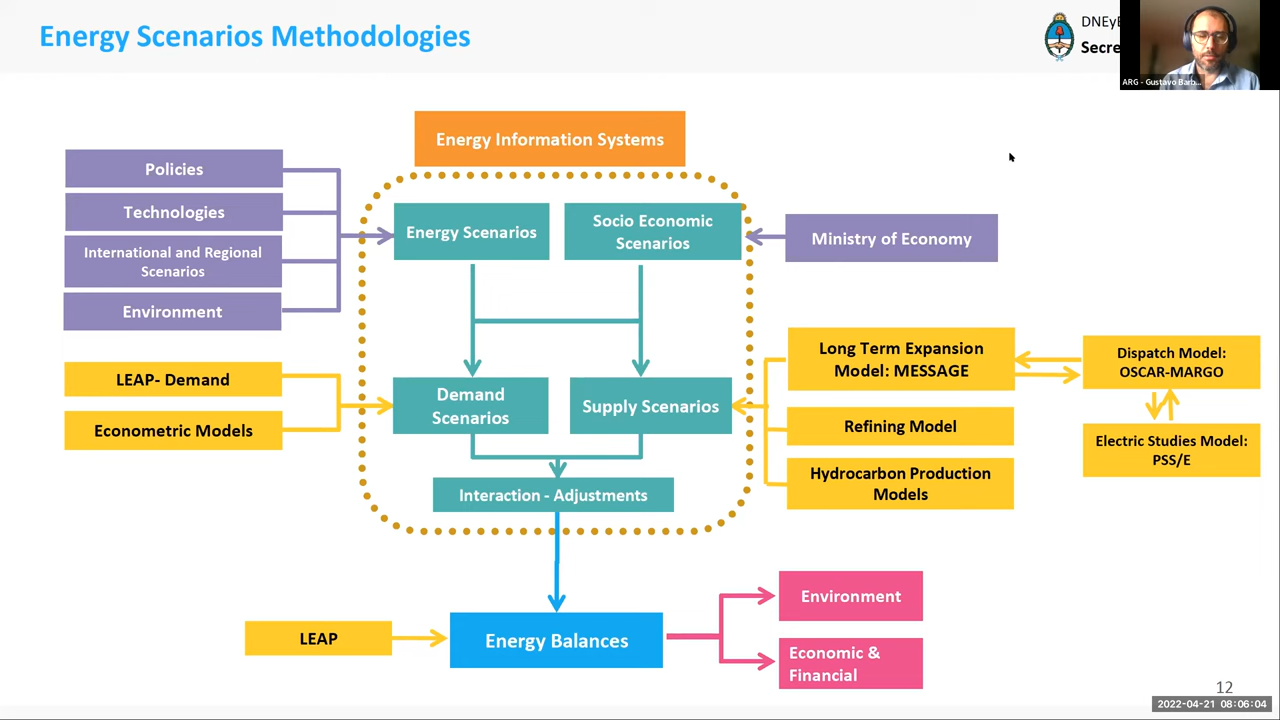 Energy Scenarios Methodologies
Secre
ARG - Gustavo Barb...
Energy Information Systems
Policies
Technologies
International and Regional
Scenarios
Environment
Energy Scenarios
Socio Economic
Scenarios
Ministry of Economy
LEAP- Demand
Econometric Models
Demand
Scenarios
Supply Scenarios
Long Term Expansion
Model: MESSAGE
Refining Model
Hydrocarbon Production
Models
Dispatch Model:
OSCAR-MARGO
Electric Studies Model:
PSS/E
Interaction - Adjustments
LEAP
Energy Balances
Environment
Economic &
Financial
12
2022-04-21 08:06:04